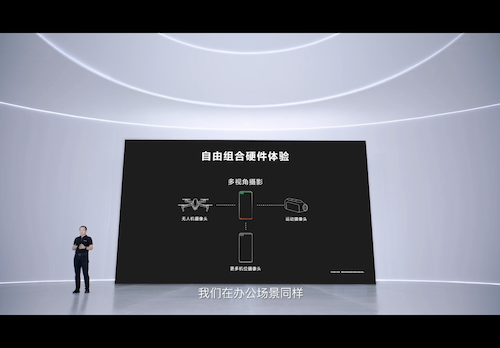 自由组合硬件体验
多视角摄影
无人机摄像头
运动摄像头
更多机位摄像头
我们在办公场景同样